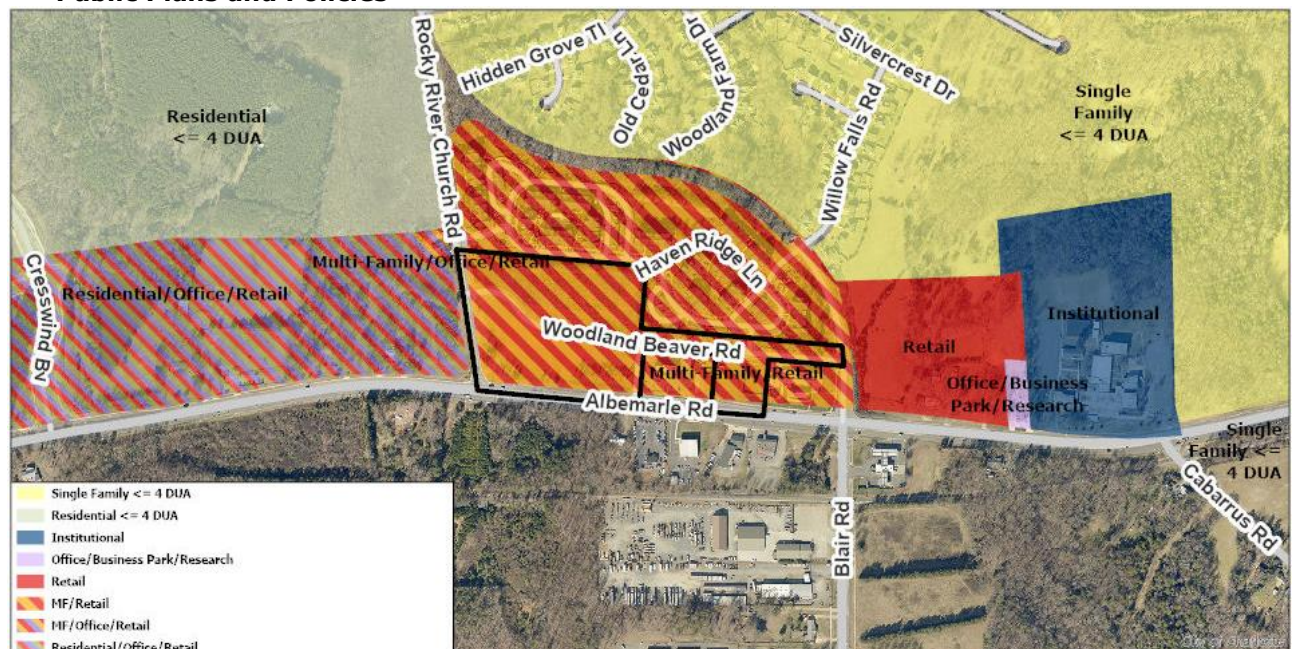 Public Plans and Policies
Rocky River Church Rd
Hidden Grove Tl
Old Cedar Ln
Woodland Farm Dr
Silvercrest Dr
Willow Falls Rd
Residential
<= 4 DUA
Single
Family
<= 4 DUA
Cresswind Bv
Multi-Family/Office/Retail
Residential/Office/Retail
Haven Ridge Ln
Woodland Beaver Rd
Multi-Family/Retail
Albemarle Rd
Retail
Institutional
Office/Business
Park/Research
Single
Family <=
4 DUA
Cabarrus Rd
Blair Rd
Single Family <= 4 DUA
Residential <= 4 DUA
Institutional
Office/Business Park/Research
Retail
MF/Retail
MF/Office/Retail
Residential/Office/Retail
City of Charlotte